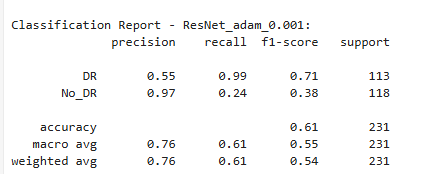 Classification Report - ResNet_adam_0.001:
precision recall f1-score support
DR 0.55 0.99 0.71 113
No_DR 0.97 0.24 0.38 118
accuracy 0.61 231
macro avg 0.76 0.61 0.55 231
weighted avg 0.76 0.61 0.54 231